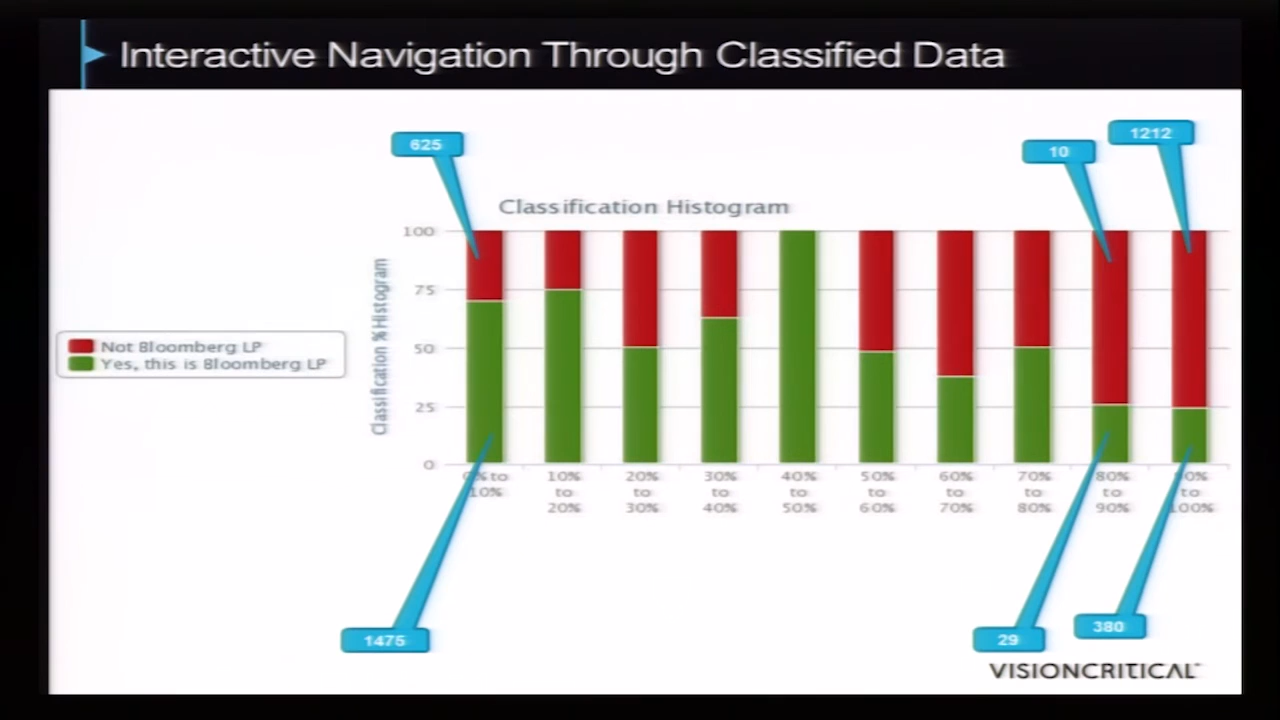 Interactive Navigation Through Classified Data
625
10
1212
Classification Histogram
100
75
50
25
0
Classification % Histogram
Not Bloomberg LP
Yes, this is Bloomberg LP
to
10%
10%
to
20%
20%
to
30%
30%
to
40%
40%
to
50%
50%
to
60%
60%
to
70%
70%
to
80%
80%
to
90%
to
100%
1475
29
380
VISIONCRITICAL